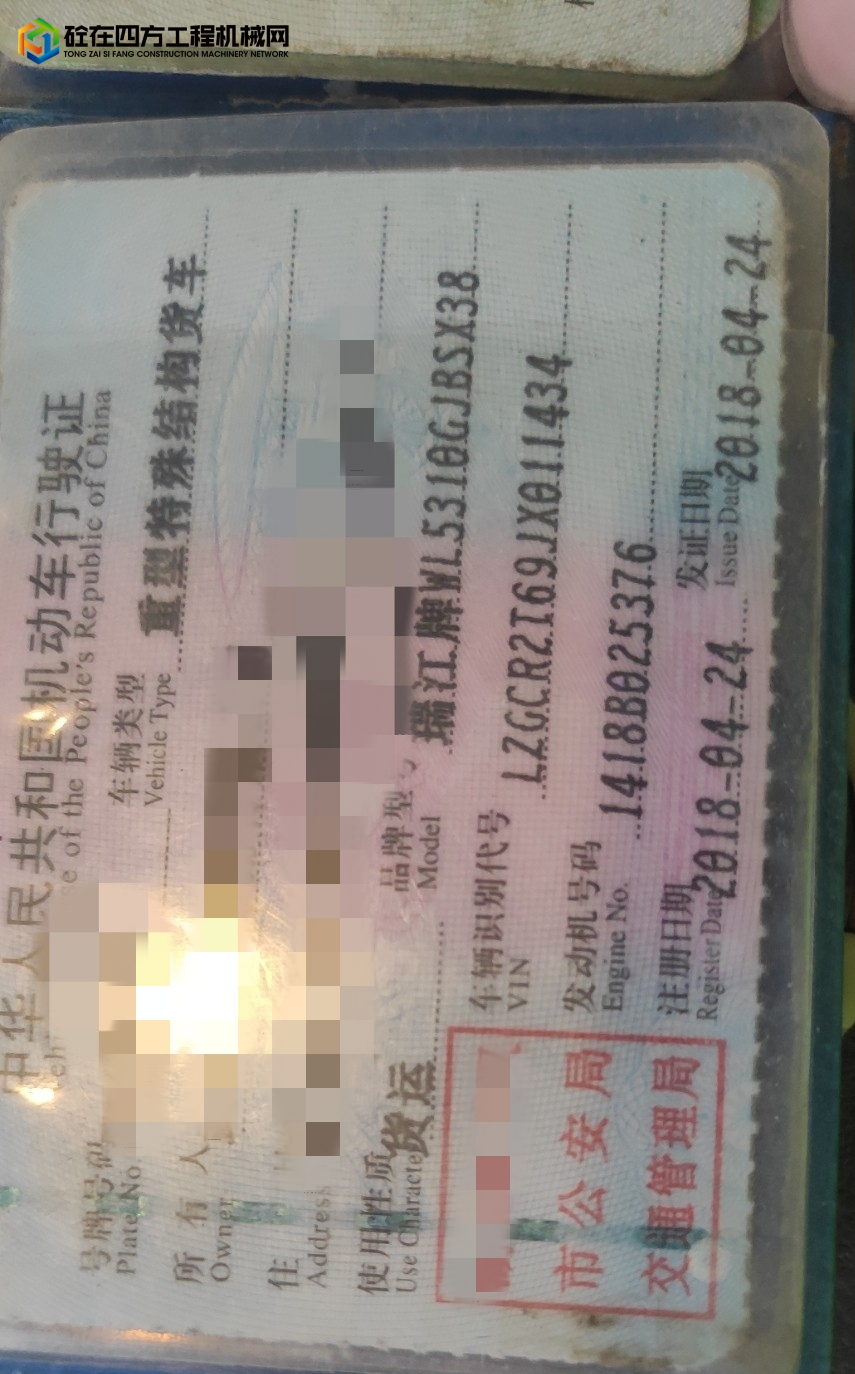 砼在四方工程机械网
TONG ZAI SI FANG CONSTRUCTION MACHINERY NETWORK
中华人民共和国机动车行驶证
e of the People's Republic of China
号牌号码
Plate No.
车辆类型 重型特殊结构货车
Vehicle Type
所有人
Owner
住
Address
使用性质 货运
Use Character
品牌型号 瑞江牌WL5310GJBSX38
Model
车辆识别代号 LZGCR2T69JX011434
VIN
发动机号码 1418B025376
Engine No.
注册日期 2018-04-24
Register Date
发证日期 2018-04-24
Issue Date
市公安局
交通管理局